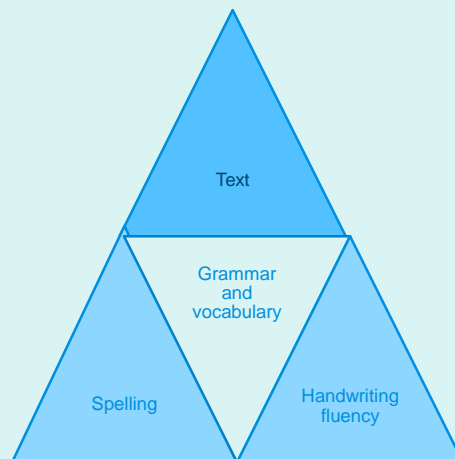 Text
Grammar
and
vocabulary
Spelling
Handwriting
fluency